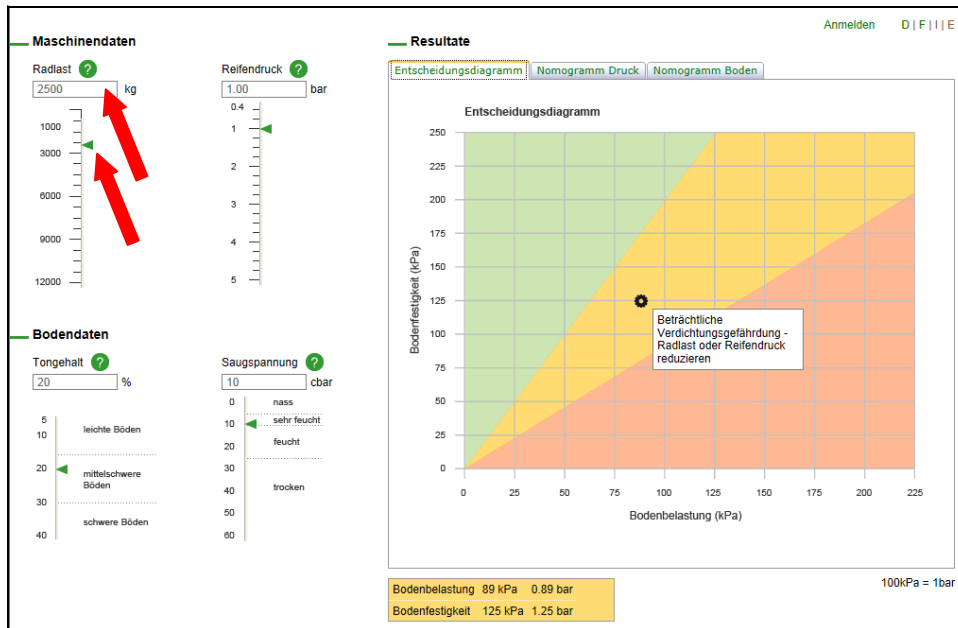 Anmelden D | F | I | E
Maschinendaten
Radlast ?
2500 kg
1000
3000
6000
9000
12000
Reifendruck ?
1.00 bar
0.4
1
2
3
4
5
Bodendaten
Tongehalt ?
20 %
5
10
20
30
40
leichte Böden
mittelschwere
Böden
schwere Böden
Saugspannung ?
10 cbar
0 nass
sehr feucht
10
20 feucht
30
40 trocken
50
60
Resultate
Entscheidungsdiagramm Nomogramm Druck Nomogramm Boden
Entscheidungsdiagramm
Bodenfestigkeit (kPa)
250
225
200
175
150
125
100
75
50
25
0
Beträchtliche
Verdichtungsgefährdung -
Radlast oder Reifendruck
reduzieren
0 25 50 75 100 125 150 175 200 225
Bodenbelastung (kPa)
Bodenbelastung 89 kPa 0.89 bar
Bodenfestigkeit 125 kPa 1.25 bar
100kPa = 1bar